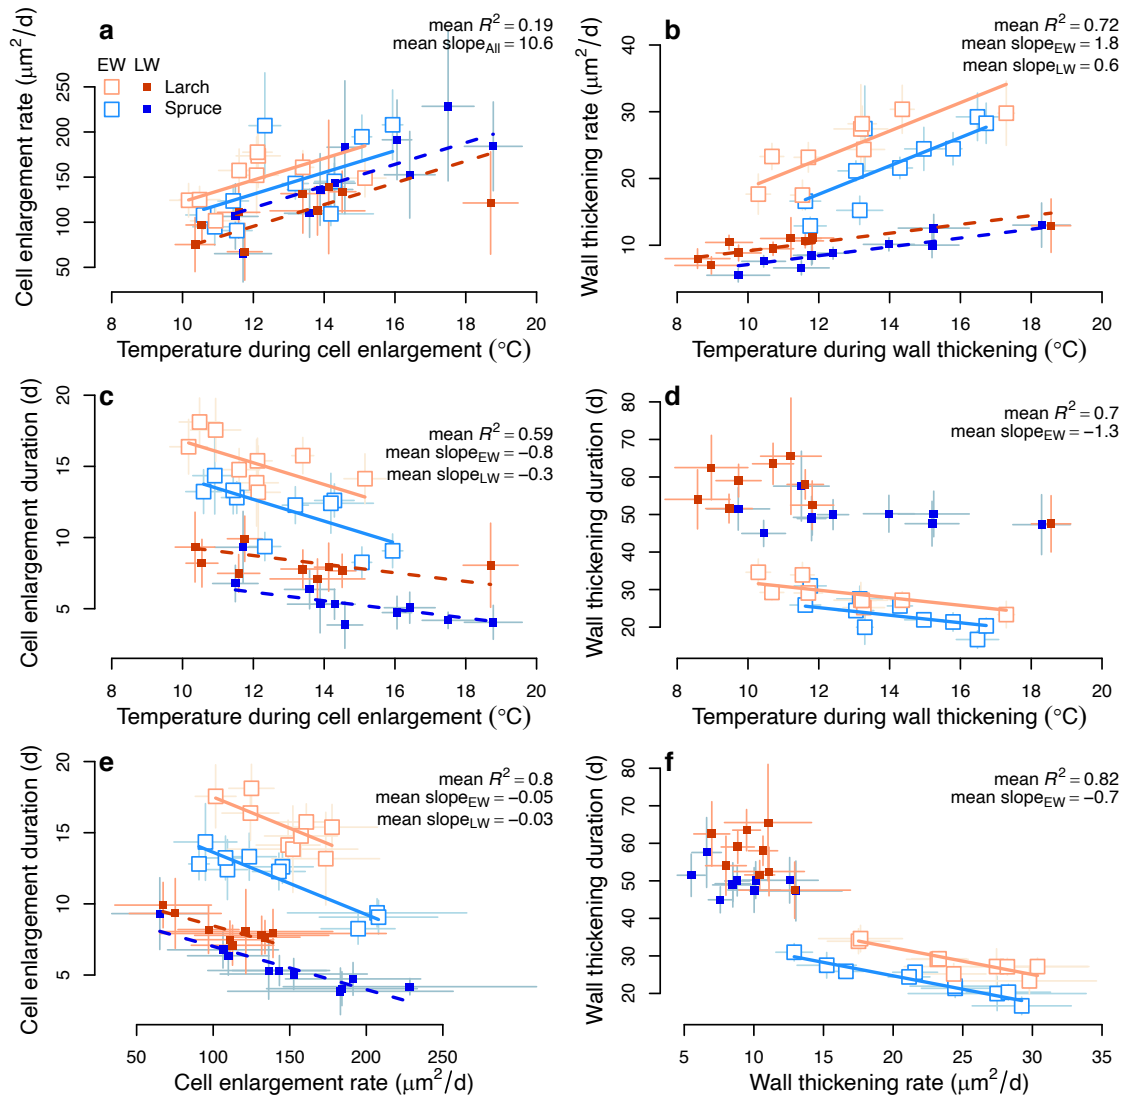 a
mean R² = 0.19
mean slopeAll = 10.6
EW LW
Larch
Spruce
Cell enlargement rate (μm²/d)
250
200
150
100
50
8 10 12 14 16 18 20
Temperature during cell enlargement (°C)
b
mean R² = 0.72
mean slopeEW = 1.8
mean slopeLW = 0.6
Wall thickening rate (μm²/d)
40
30
20
10
8 10 12 14 16 18 20
Temperature during wall thickening (°C)
c
mean R² = 0.59
mean slopeEW = −0.8
mean slopeLW = −0.3
Cell enlargement duration (d)
20
15
10
5
8 10 12 14 16 18 20
Temperature during cell enlargement (°C)
d
mean R² = 0.7
mean slopeEW = −1.3
Wall thickening duration (d)
80
70
60
50
40
30
20
8 10 12 14 16 18 20
Temperature during wall thickening (°C)
e
mean R² = 0.8
mean slopeEW = −0.05
mean slopeLW = −0.03
Cell enlargement duration (d)
20
15
10
5
50 100 150 200 250
Cell enlargement rate (μm²/d)
f
mean R² = 0.82
mean slopeEW = −0.7
Wall thickening duration (d)
80
70
60
50
40
30
20
5 10 15 20 25 30 35
Wall thickening rate (μm²/d)